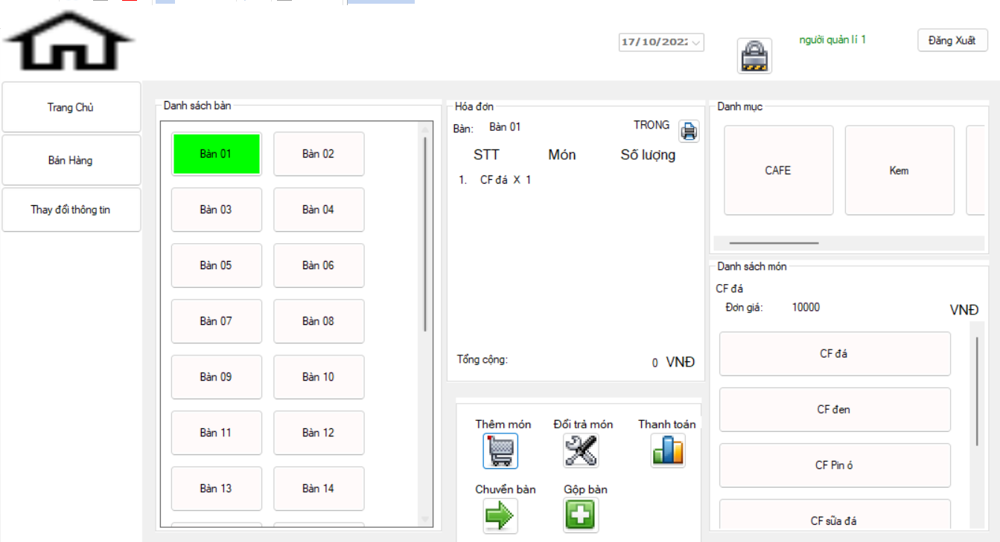 17/10/202
người quản lí 1
Đăng Xuất
Trang Chủ
Bán Hàng
Thay đổi thông tin
Danh sách bàn
Bàn 01
Bàn 02
Bàn 03
Bàn 04
Bàn 05
Bàn 06
Bàn 07
Bàn 08
Bàn 09
Bàn 10
Bàn 11
Bàn 12
Bàn 13
Bàn 14
Hóa đơn
Bàn: Bàn 01 TRONG
STT Món Số lượng
1. CF đá X 1
Tổng cộng: 0 VNĐ
Thêm món
Đổi trả món
Thanh toán
Chuyển bàn
Gộp bàn
Danh mục
CAFE
Kem
Danh sách món
CF đá
Đơn giá: 10000 VNĐ
CF đá
CF đen
CF Pin ó
CF sữa đá